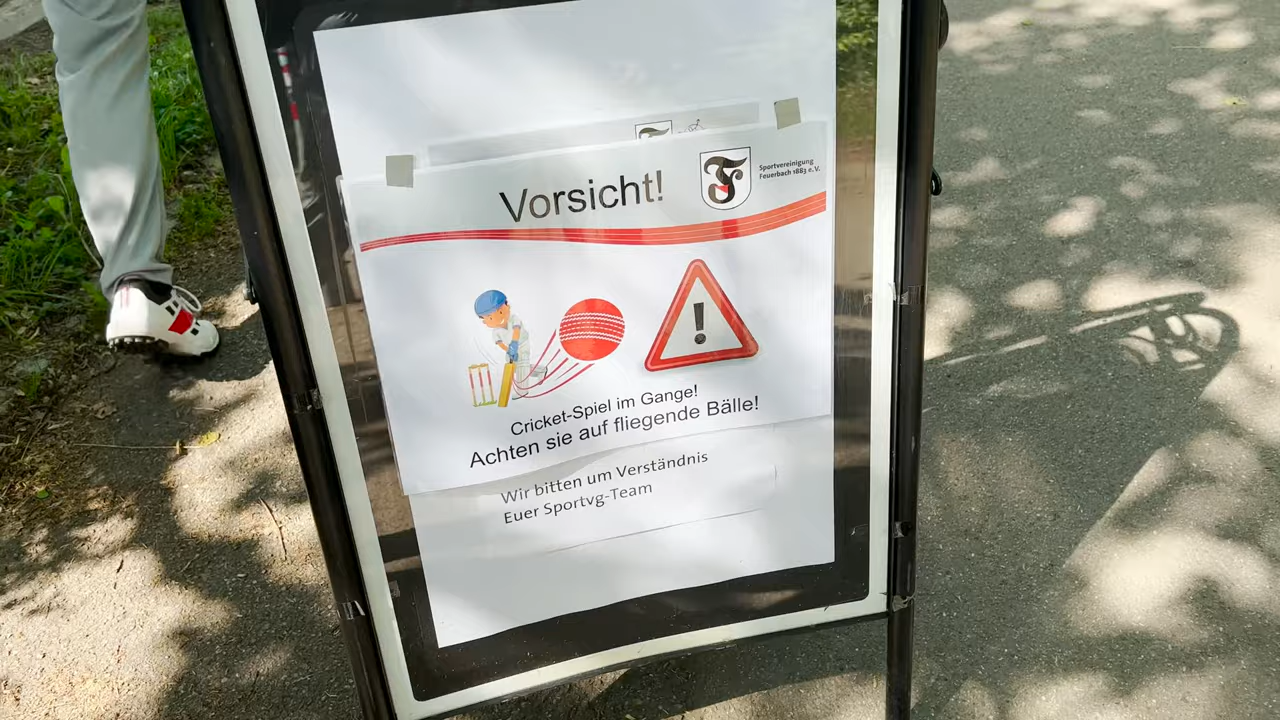 Vorsicht!
Sportvereinigung
Feuerbach 1883 e.V.
Cricket-Spiel im Gange!
Achten sie auf fliegende Bälle!
Wir bitten um Verständnis
Euer Sportvg-Team